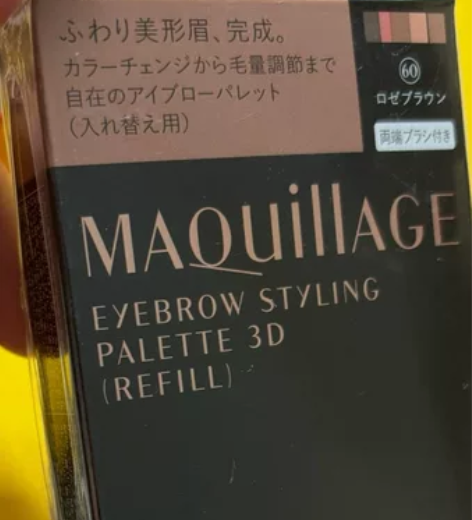 ふわり美形眉、完成。
カラーチェンジから毛量調節まで
自在のアイブローパレット
(入れ替え用)
60
ロゼブラウン
両端ブラシ付き
MAQuillAGE
EYEBROW STYLING
PALETTE 3D
(REFILL)